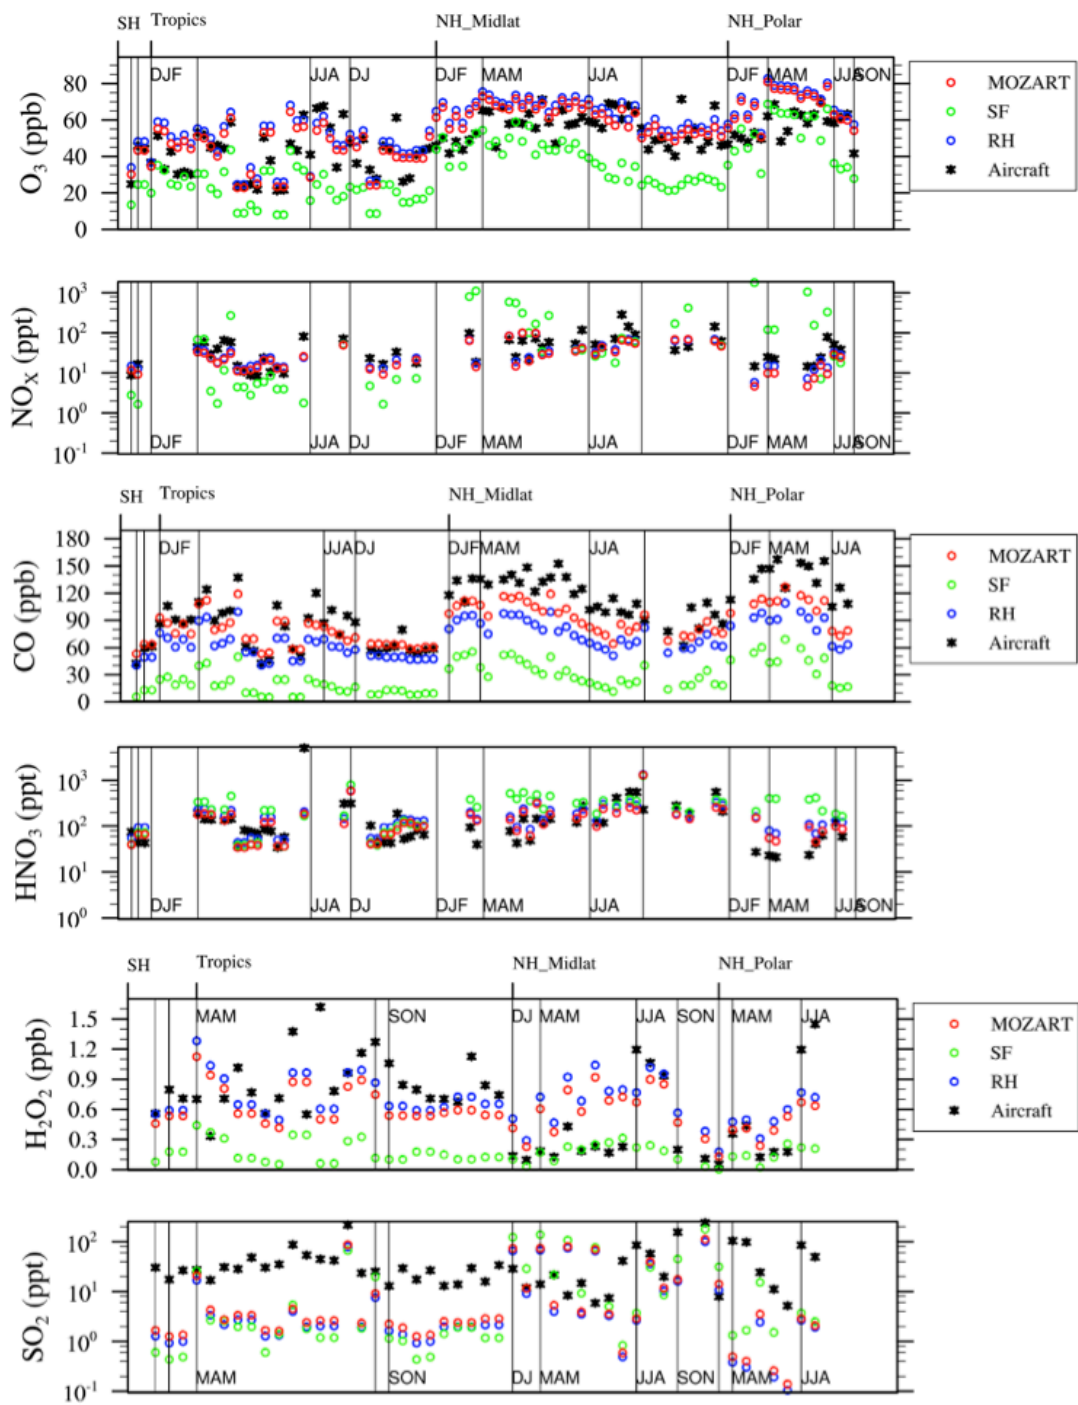 SH Tropics NH_Midlat NH_Polar
DJF JJA DJ DJF MAM JJA DJF MAM JJA SON
O3 (ppb)
80
60
40
20
0
MOZART
SF
RH
Aircraft
NOX (ppt)
10^3
10^2
10^1
10^0
10^-1
DJF JJA DJ DJF MAM JJA DJF MAM JJA SON
SH Tropics NH_Midlat NH_Polar
DJF JJA DJ DJF MAM JJA DJF MAM JJA
CO (ppb)
180
150
120
90
60
30
0
MOZART
SF
RH
Aircraft
HNO3 (ppt)
10^3
10^2
10^1
10^0
DJF JJA DJ DJF MAM JJA DJF MAM JJA SON
SH Tropics NH_Midlat NH_Polar
MAM SON DJ MAM JJA SON MAM JJA
H2O2 (ppb)
1.5
1.2
0.9
0.6
0.3
0.0
MOZART
SF
RH
Aircraft
SO2 (ppt)
10^2
10^1
10^0
10^-1
MAM SON DJ MAM JJA SON MAM JJA